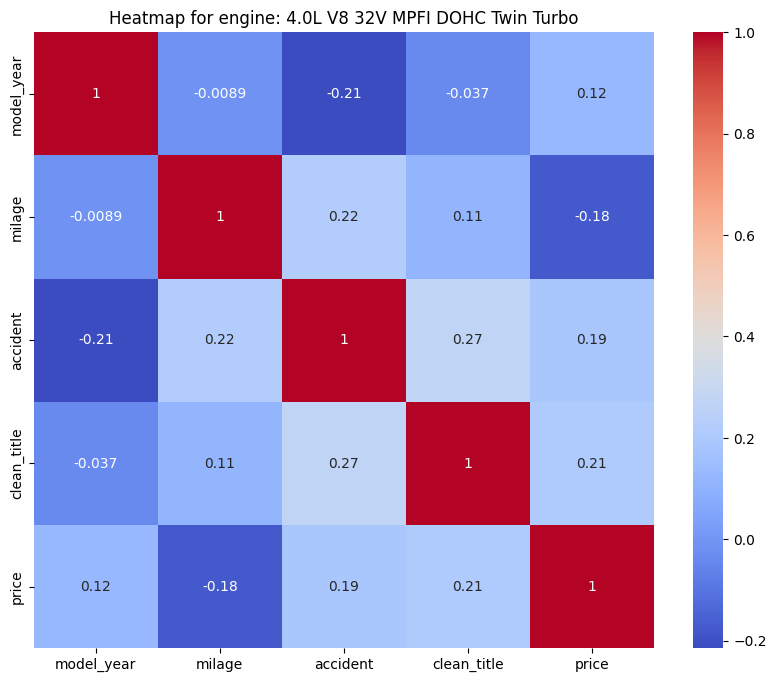 Heatmap for engine: 4.0L V8 32V MPFI DOHC Twin Turbo
model_year 1 -0.0089 -0.21 -0.037 0.12
milage -0.0089 1 0.22 0.11 -0.18
accident -0.21 0.22 1 0.27 0.19
clean_title -0.037 0.11 0.27 1 0.21
price 0.12 -0.18 0.19 0.21 1
model_year milage accident clean_title price
1.0
0.8
0.6
0.4
0.2
0.0
−0.2